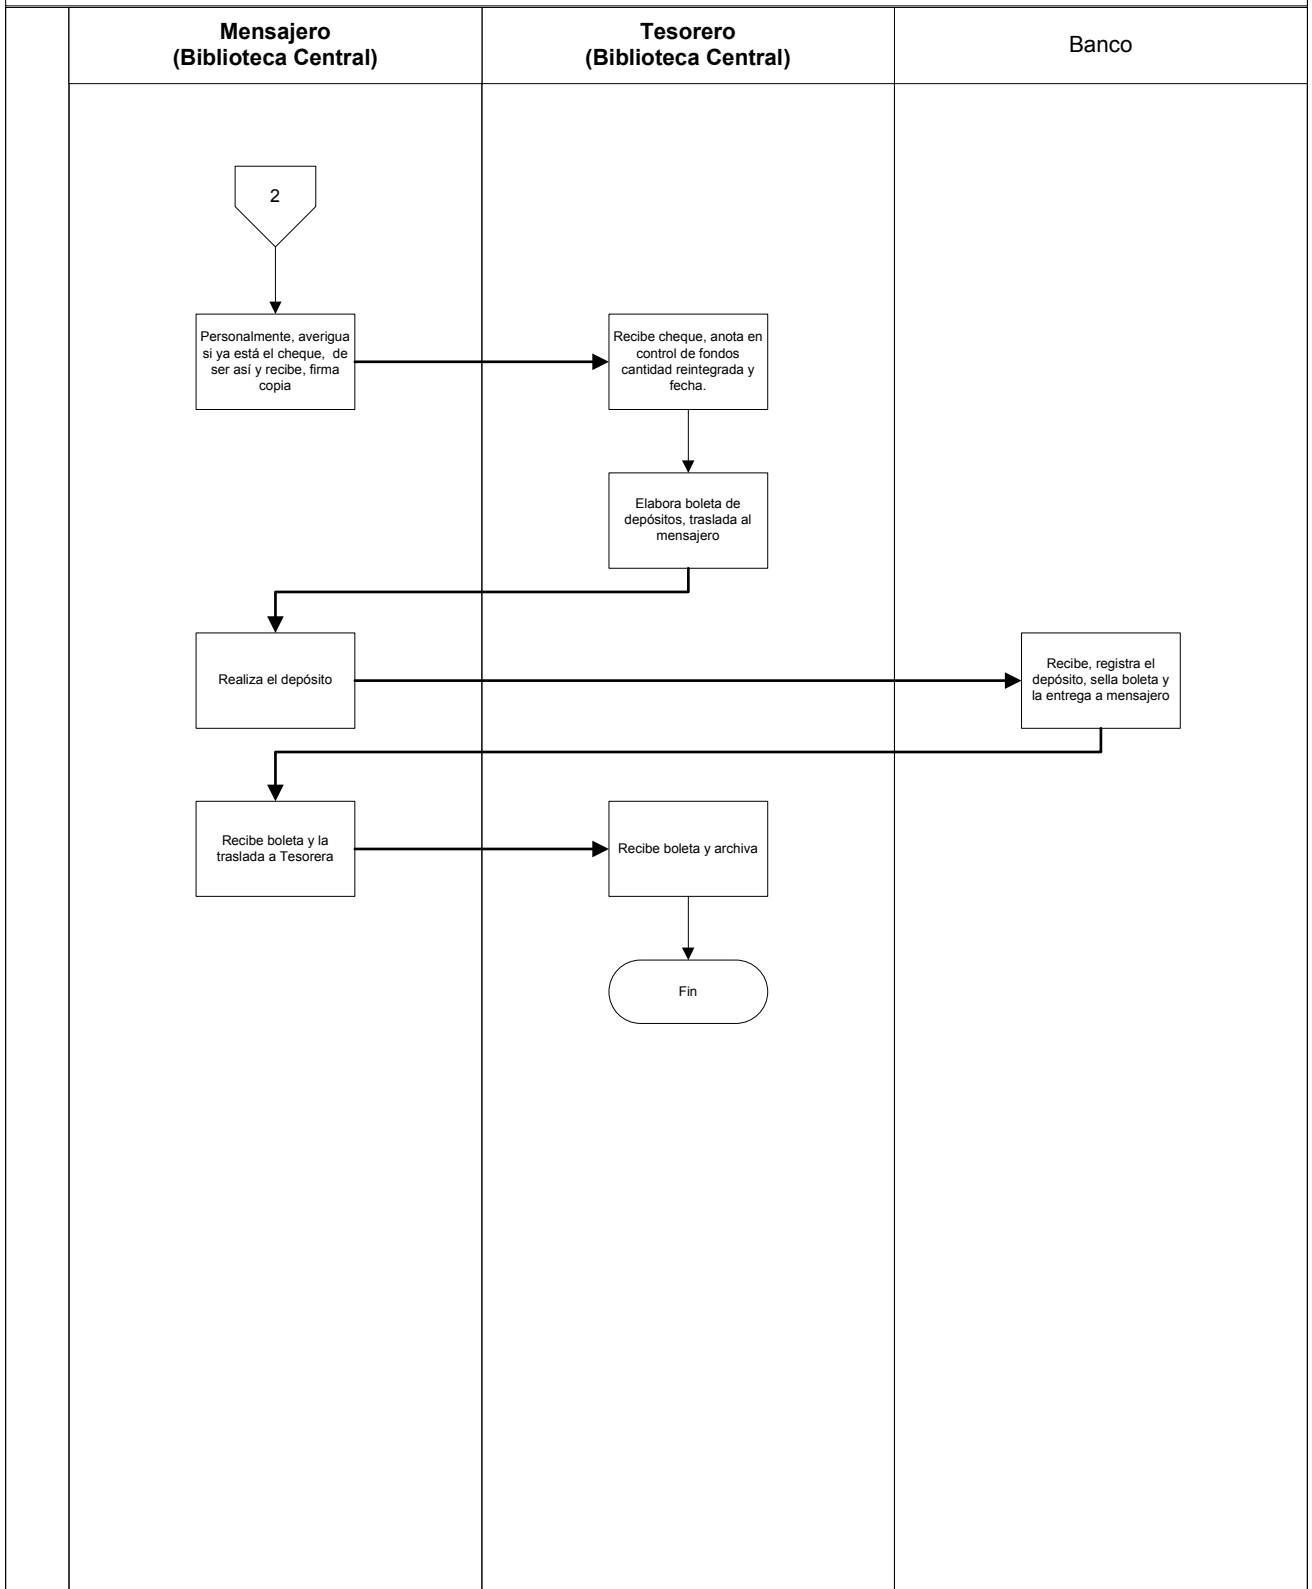 Mensajero
(Biblioteca Central)
Tesorero
(Biblioteca Central)
Banco
2
Personalmente, averigua
si ya está el cheque, de
ser así y recibe, firma
copia
Recibe cheque, anota en
control de fondos
cantidad reintegrada y
fecha.
Elabora boleta de
depósitos, traslada al
mensajero
Realiza el depósito
Recibe, registra el
depósito, sella boleta y
la entrega a mensajero
Recibe boleta y la
traslada a Tesorera
Recibe boleta y archiva
Fin